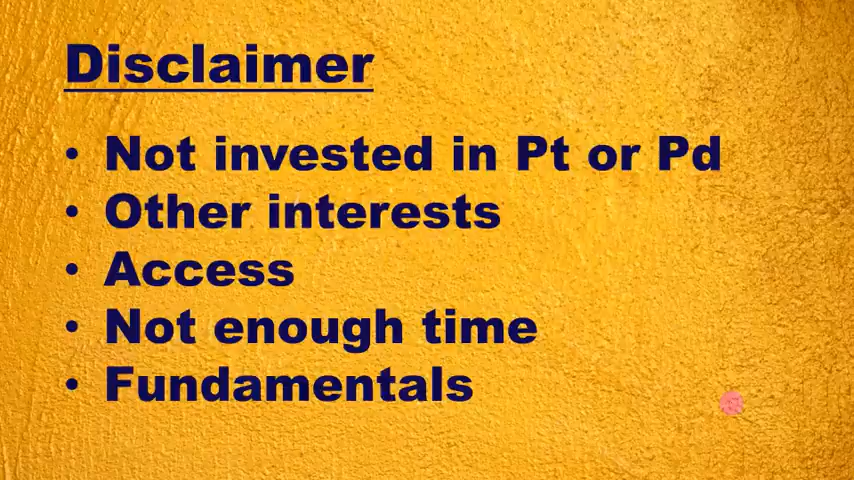 Disclaimer
• Not invested in Pt or Pd
• Other interests
• Access
• Not enough time
• Fundamentals